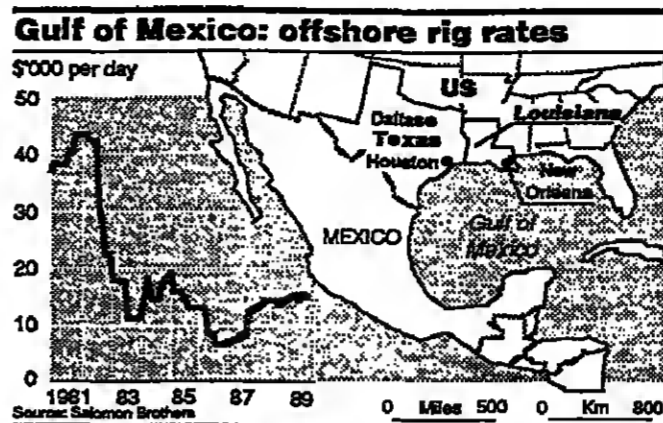 Gulf of Mexico: offshore rig rates
$'000 per day
50
40
30
20
10
0
1981 83 85 87 89
Source: Salomon Brothers
US
Dallas
Louisiana
Texas
Houston
New
Orleans
MEXICO
Gulf of
Mexico
0 Miles 500 0 Km 800